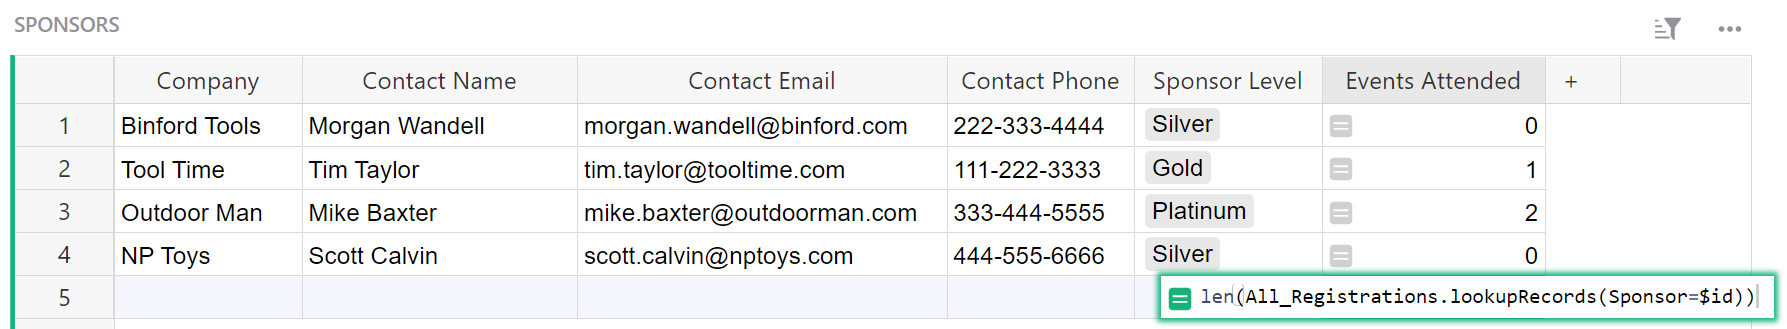 SPONSORS
Company Contact Name Contact Email Contact Phone Sponsor Level Events Attended +
1 Binford Tools Morgan Wandell morgan.wandell@binford.com 222-333-4444 Silver = 0
2 Tool Time Tim Taylor tim.taylor@tooltime.com 111-222-3333 Gold = 1
3 Outdoor Man Mike Baxter mike.baxter@outdoorman.com 333-444-5555 Platinum = 2
4 NP Toys Scott Calvin scott.calvin@nptoys.com 444-555-6666 Silver = 0
5 = len(All_Registrations.lookupRecords(Sponsor=$id))